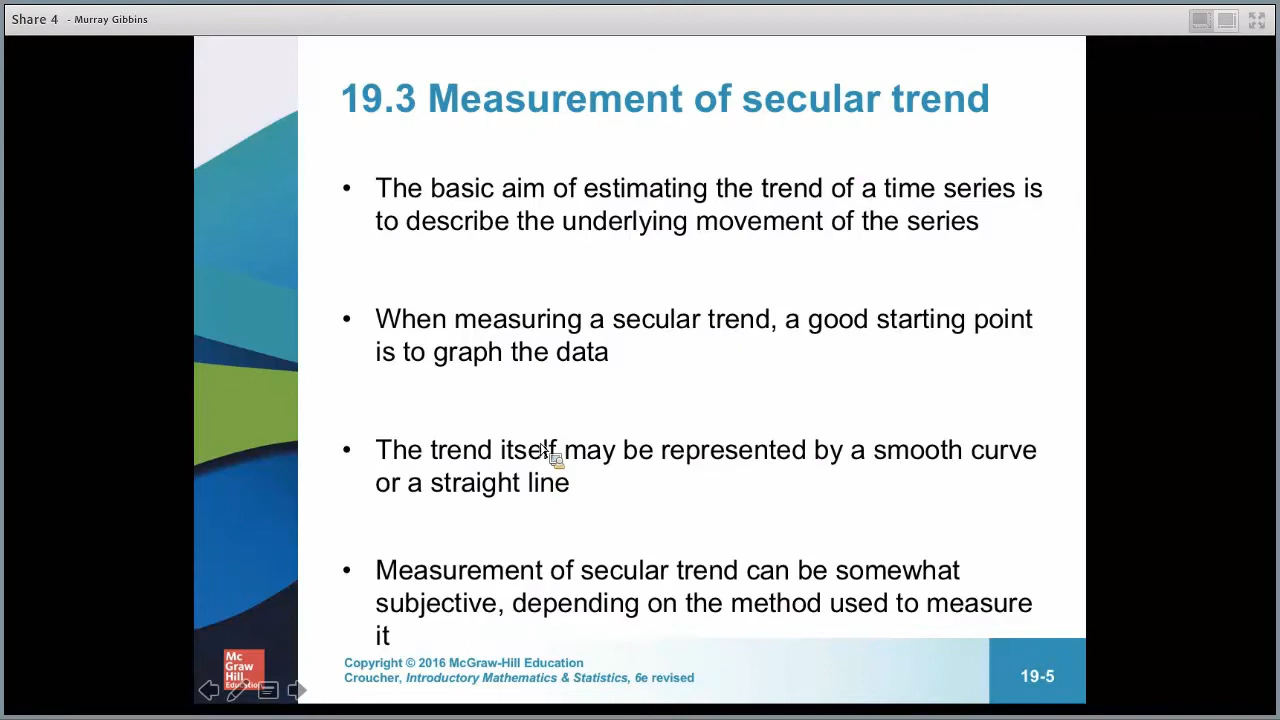 Share 4 - Murray Gibbins
19.3 Measurement of secular trend
• The basic aim of estimating the trend of a time series is
to describe the underlying movement of the series
• When measuring a secular trend, a good starting point
is to graph the data
• The trend itself may be represented by a smooth curve
or a straight line
• Measurement of secular trend can be somewhat
subjective, depending on the method used to measure
it
Mc
Graw
Hill
Education
Copyright © 2016 McGraw-Hill Education
Croucher, Introductory Mathematics & Statistics, 6e revised
19-5